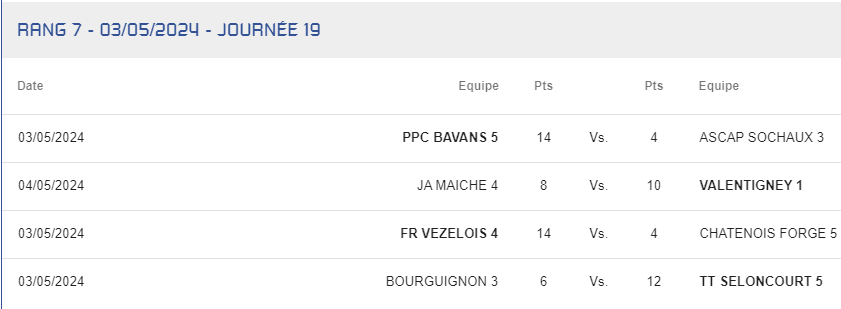 RANG 7 - 03/05/2024 - JOURNÉE 19
Date Equipe Pts Pts Equipe
03/05/2024 PPC BAVANS 5 14 Vs. 4 ASCAP SOCHAUX 3
04/05/2024 JA MAICHE 4 8 Vs. 10 VALENTIGNEY 1
03/05/2024 FR VEZELOIS 4 14 Vs. 4 CHATENOIS FORGE 5
03/05/2024 BOURGUIGNON 3 6 Vs. 12 TT SELONCOURT 5